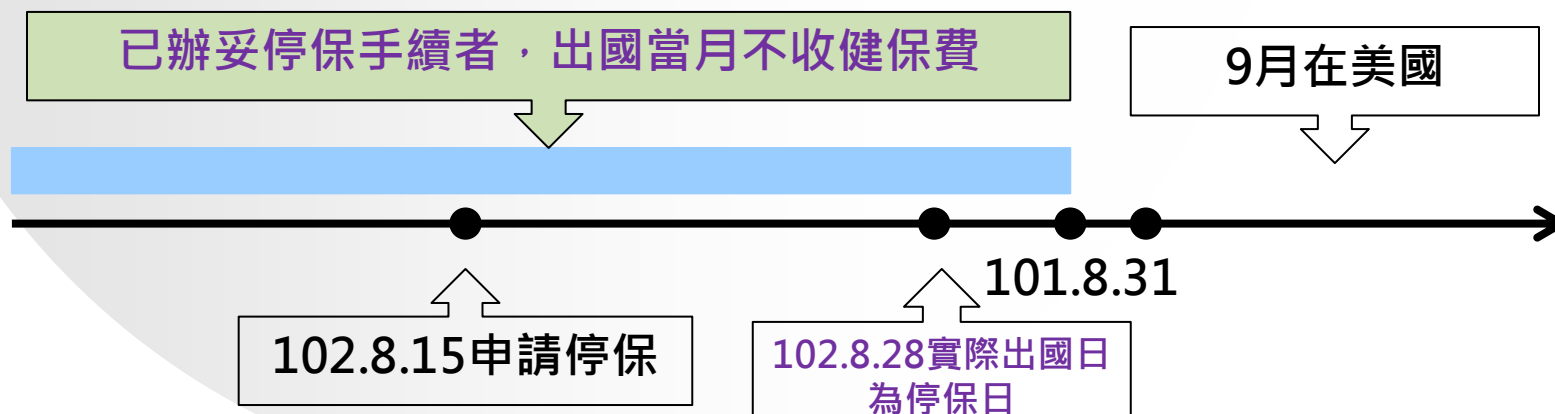 已辦妥停保手續者，出國當月不收健保費
9月在美國
101.8.31
102.8.15申請停保
102.8.28實際出國日
為停保日